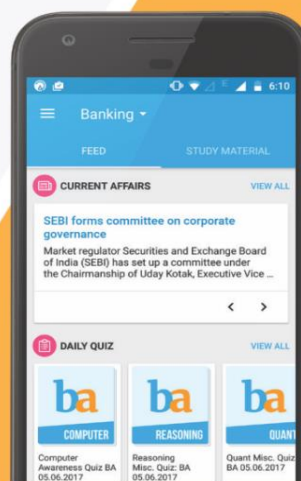 6:10
Banking
FEED
STUDY MATERIAL
CURRENT AFFAIRS
VIEW ALL
SEBI forms committee on corporate
governance
Market regulator Securities and Exchange Board
of India (SEBI) has set up a committee under
the Chairmanship of Uday Kotak, Executive Vice ...
DAILY QUIZ
VIEW ALL
ba
COMPUTER
Computer
Awareness Quiz BA
05.06.2017
ba
REASONING
Reasoning
Misc. Quiz: BA
05.06.2017
ba
QUANT
Quant Misc. Quiz
BA 05.06.2017